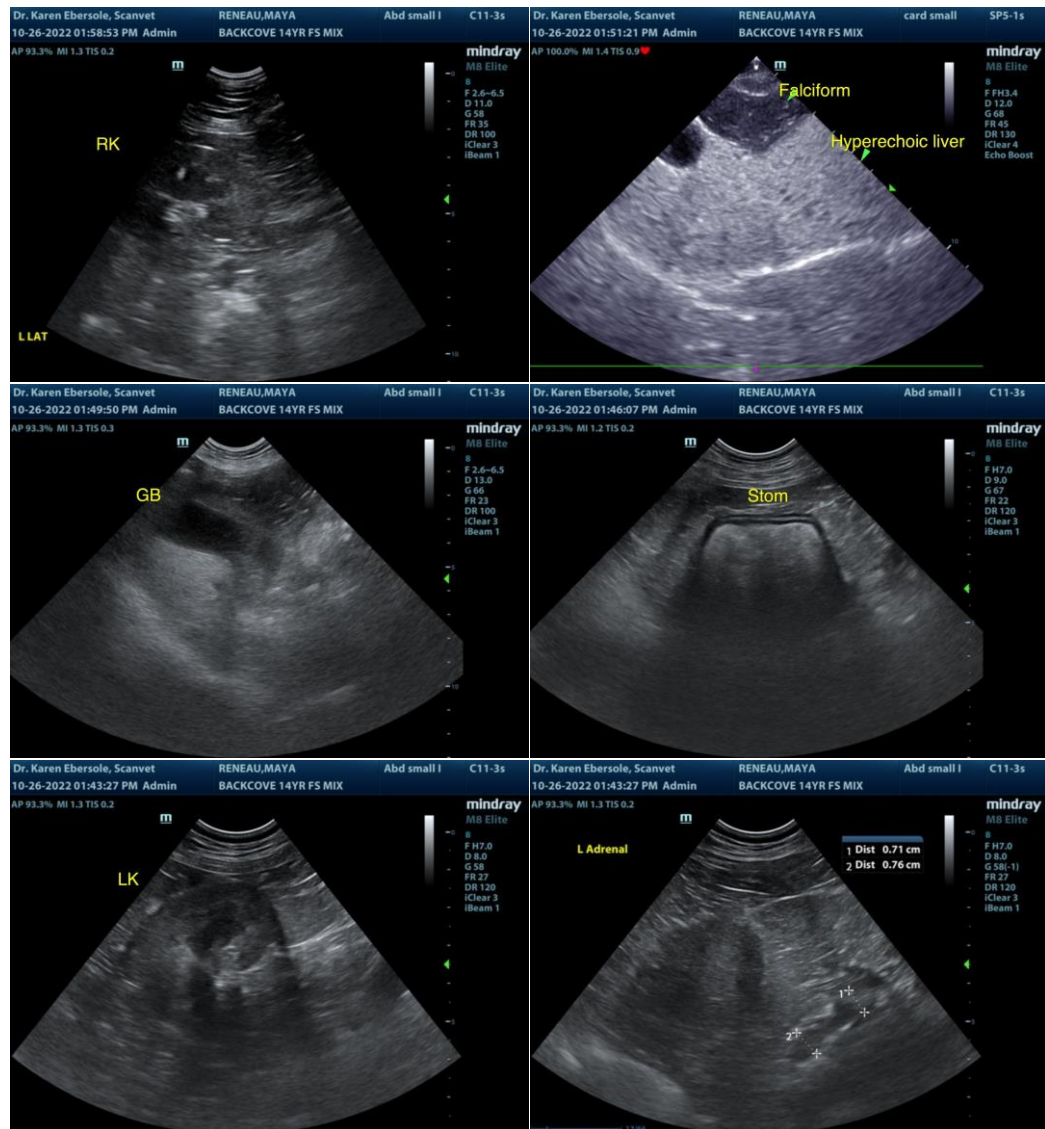 Dr. Karen Ebersole, Scanvet RENEAU,MAYA Abd small I C11-3s
10-26-2022 01:58:53 PM Admin BACKCOVE 14YR FS MIX
AP 93.3% MI 1.3 TIS 0.2 mindray
m M8 Elite
B
F 2.6-6.5
D 11.0
G 58
FR 35
DR 100
iClear 3
iBeam 1
0
RK
5
L LAT
10
Dr. Karen Ebersole, Scanvet RENEAU,MAYA card small SP5-1s
10-26-2022 01:51:21 PM Admin BACKCOVE 14YR FS MIX
AP 100.0% MI 1.4 TIS 0.9 mindray
m M8 Elite
B
F FH3.4
D 12.0
G 68
FR 45
DR 130
iClear 4
Echo Boost
Falciform
Hyperechoic liver
10
Dr. Karen Ebersole, Scanvet RENEAU,MAYA Abd small I C11-3s
10-26-2022 01:49:50 PM Admin BACKCOVE 14YR FS MIX
AP 93.3% MI 1.3 TIS 0.3 mindray
m M8 Elite
B
F 2.6-6.5
D 13.0
G 66
FR 23
DR 100
iClear 3
iBeam 1
0
GB
5
10
Dr. Karen Ebersole, Scanvet RENEAU,MAYA Abd small I C11-3s
10-26-2022 01:46:07 PM Admin BACKCOVE 14YR FS MIX
AP 93.3% MI 1.2 TIS 0.2 mindray
m M8 Elite
B
F H7.0
D 9.0
G 67
FR 22
DR 120
iClear 3
iBeam 1
0
Stom
Dr. Karen Ebersole, Scanvet RENEAU,MAYA Abd small I C11-3s
10-26-2022 01:43:27 PM Admin BACKCOVE 14YR FS MIX
AP 93.3% MI 1.3 TIS 0.2 mindray
m M8 Elite
B
F H7.0
D 8.0
G 58
FR 27
DR 120
iClear 3
iBeam 1
0
LK
5
Dr. Karen Ebersole, Scanvet RENEAU,MAYA Abd small I C11-3s
10-26-2022 01:43:27 PM Admin BACKCOVE 14YR FS MIX
AP 93.3% MI 1.3 TIS 0.2 mindray
m M8 Elite
B
F H7.0
D 8.0
G 58(-1)
FR 27
DR 120
iClear 3
iBeam 1
0
L Adrenal
1 Dist 0.71 cm
2 Dist 0.76 cm
1
2
5